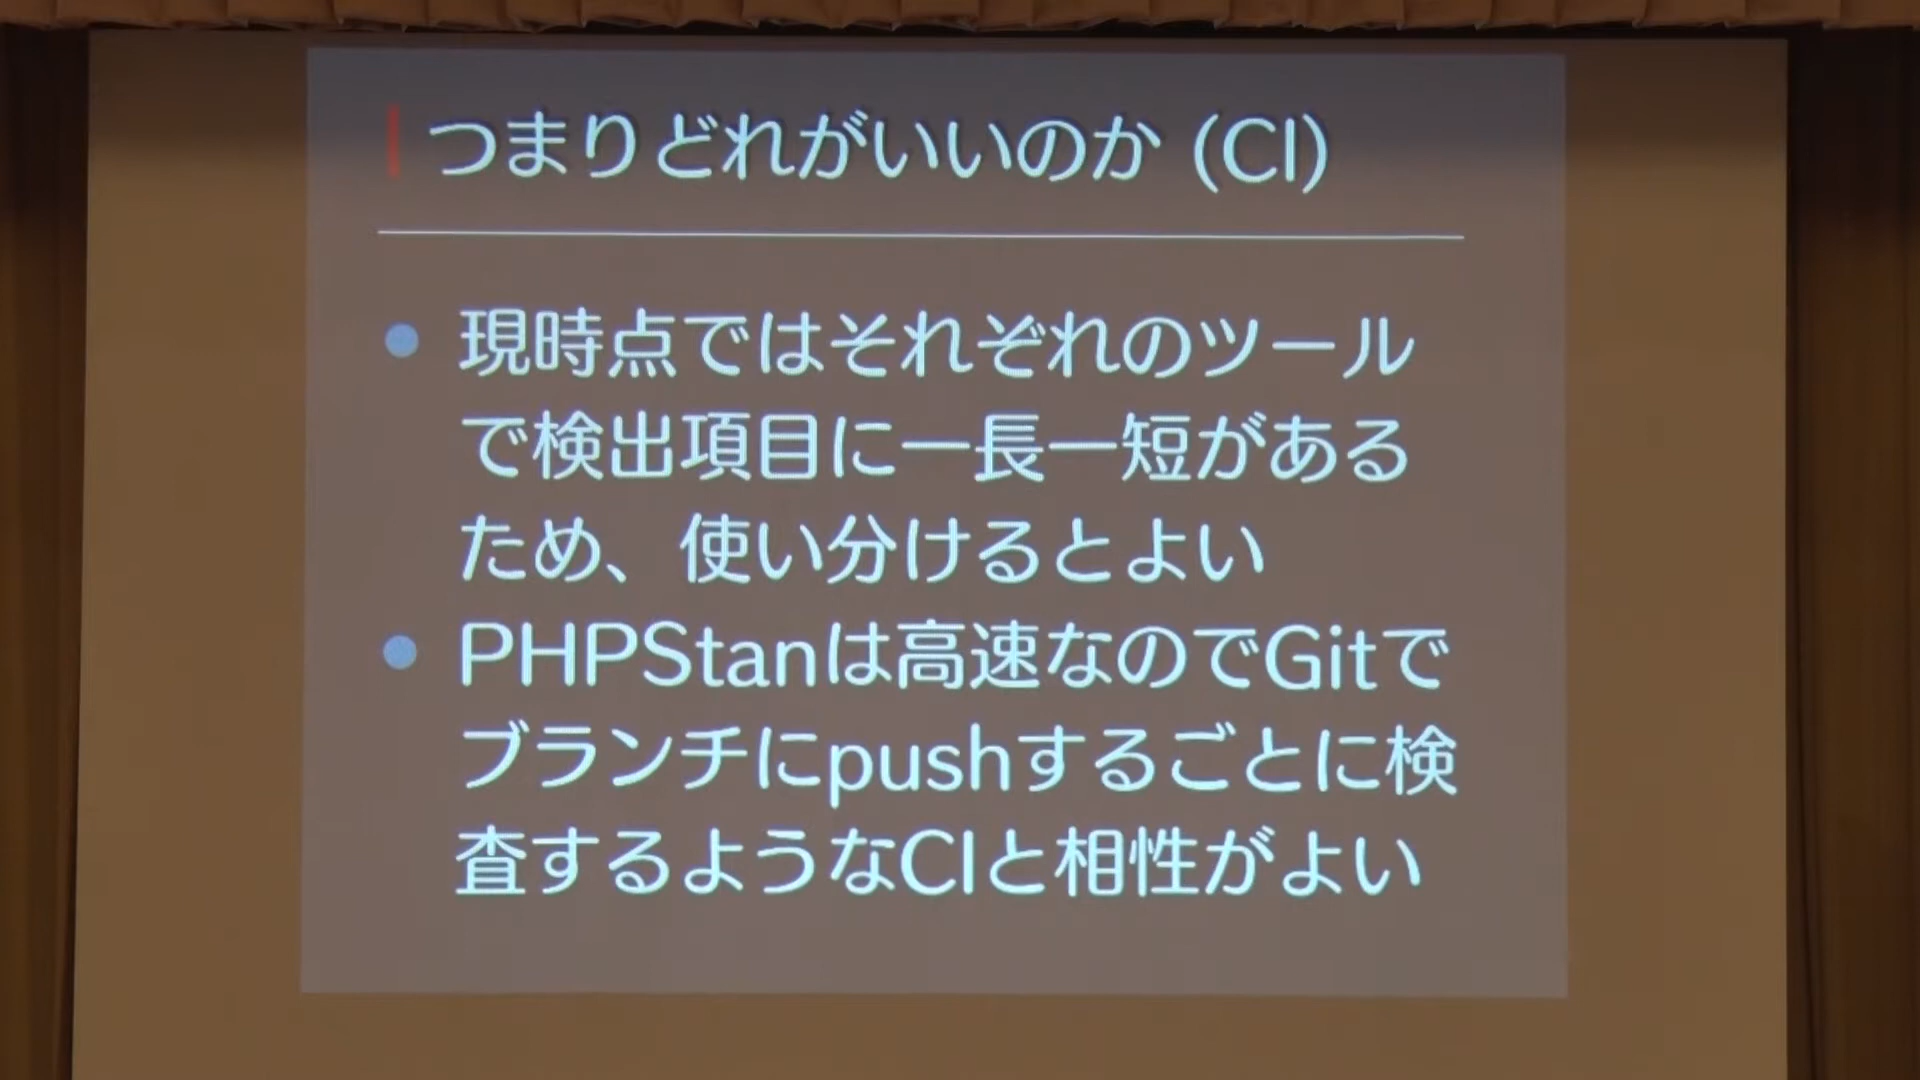 つまりどれがいいのか (CI)
現時点ではそれぞれのツール
で検出項目に一長一短がある
ため、使い分けるとよい
PHPStanは高速なのでGitで
ブランチにpushするごとに検
査するようなCIと相性がよい